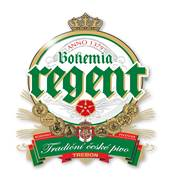 ANNO 1379
Bohemia
regent
Tradiční české pivo
TŘEBOŇ